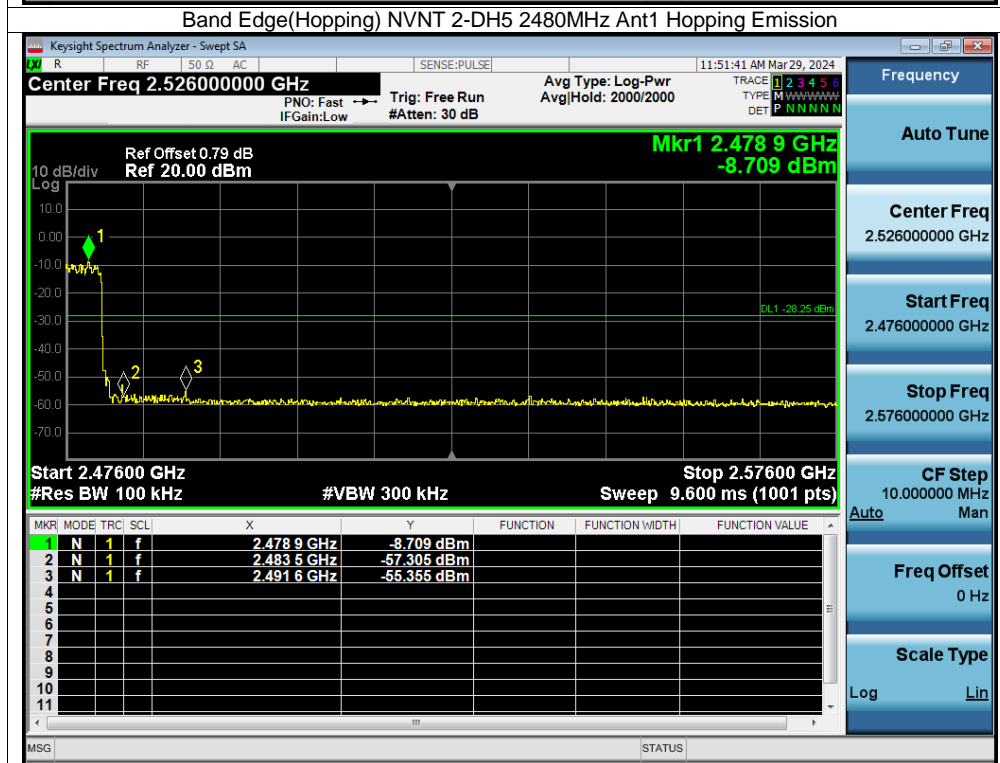 Band Edge(Hopping) NVNT 2-DH5 2480MHz Ant1 Hopping Emission
Keysight Spectrum Analyzer - Swept SA
LXI R RF 50 Ω AC SENSE:PULSE 11:51:41 AM Mar 29, 2024
Center Freq 2.526000000 GHz
PNO: Fast
IFGain:Low
Trig: Free Run
#Atten: 30 dB
Avg Type: Log-Pwr
Avg|Hold: 2000/2000
TRACE 1 2 3 4 5 6
TYPE M WWWWW
DET P N N N N N
Frequency
Mkr1 2.478 9 GHz
-8.709 dBm
Ref Offset 0.79 dB
10 dB/div Ref 20.00 dBm
Log
10.0
0.00
-10.0
-20.0
-30.0
-40.0
-50.0
-60.0
-70.0
1
2
3
DL1 -28.25 dBm
Start 2.47600 GHz Stop 2.57600 GHz
#Res BW 100 kHz #VBW 300 kHz Sweep 9.600 ms (1001 pts)
MKR MODE TRC SCL X Y FUNCTION FUNCTION WIDTH FUNCTION VALUE
1 N 1 f 2.478 9 GHz -8.709 dBm
2 N 1 f 2.483 5 GHz -57.305 dBm
3 N 1 f 2.491 6 GHz -55.355 dBm
4
5
6
7
8
9
10
11
MSG STATUS
Auto Tune
Center Freq
2.526000000 GHz
Start Freq
2.476000000 GHz
Stop Freq
2.576000000 GHz
CF Step
10.000000 MHz
Auto Man
Freq Offset
0 Hz
Scale Type
Log Lin